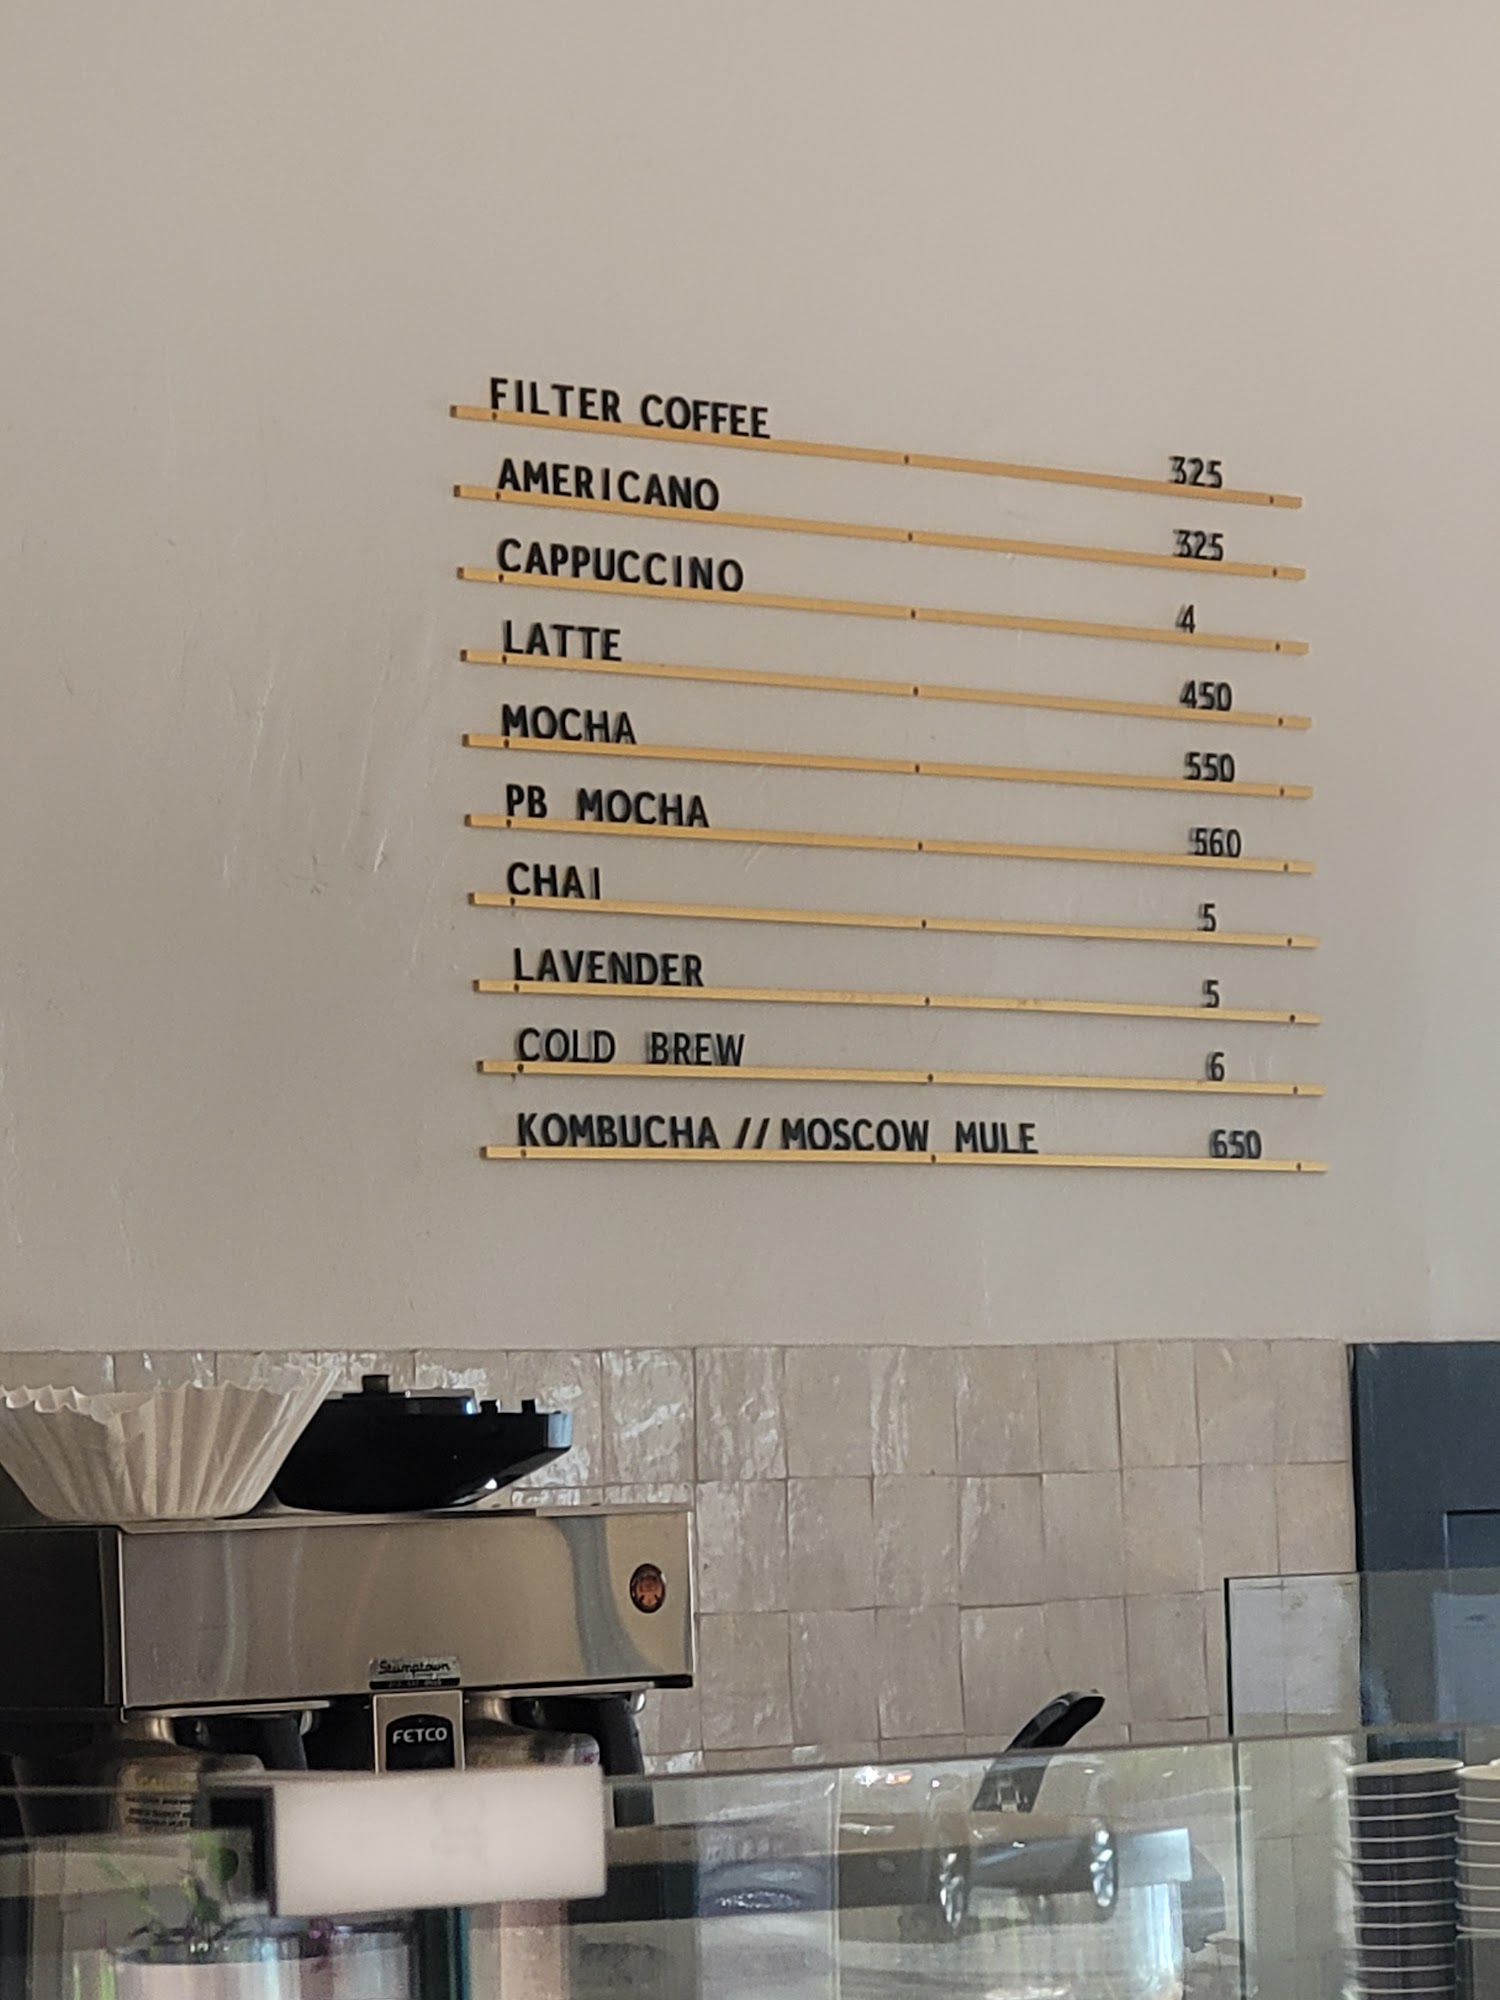 FILTER COFFEE 325
AMERICANO 325
CAPPUCCINO 4
LATTE 450
MOCHA 550
PB MOCHA 560
CHAI 5
LAVENDER 5
COLD BREW 6
KOMBUCHA // MOSCOW MULE 650
Stumptown
FETCO